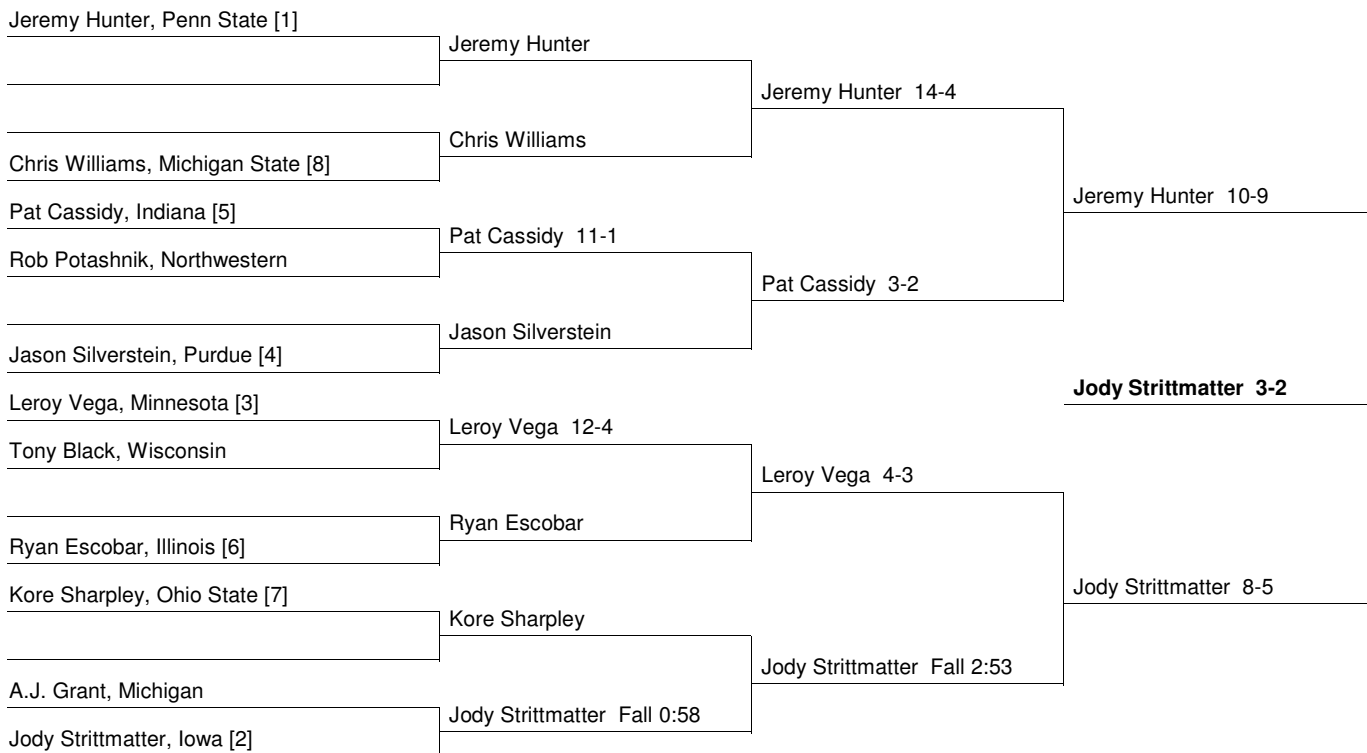 Jeremy Hunter, Penn State [1]
Jeremy Hunter
Jeremy Hunter 14-4
Chris Williams
Chris Williams, Michigan State [8]
Jeremy Hunter 10-9
Pat Cassidy, Indiana [5]
Pat Cassidy 11-1
Rob Potashnik, Northwestern
Pat Cassidy 3-2
Jason Silverstein
Jason Silverstein, Purdue [4]
Jody Strittmatter 3-2
Leroy Vega, Minnesota [3]
Leroy Vega 12-4
Tony Black, Wisconsin
Leroy Vega 4-3
Ryan Escobar
Ryan Escobar, Illinois [6]
Jody Strittmatter 8-5
Kore Sharpley, Ohio State [7]
Kore Sharpley
Jody Strittmatter Fall 2:53
A.J. Grant, Michigan
Jody Strittmatter Fall 0:58
Jody Strittmatter, Iowa [2]